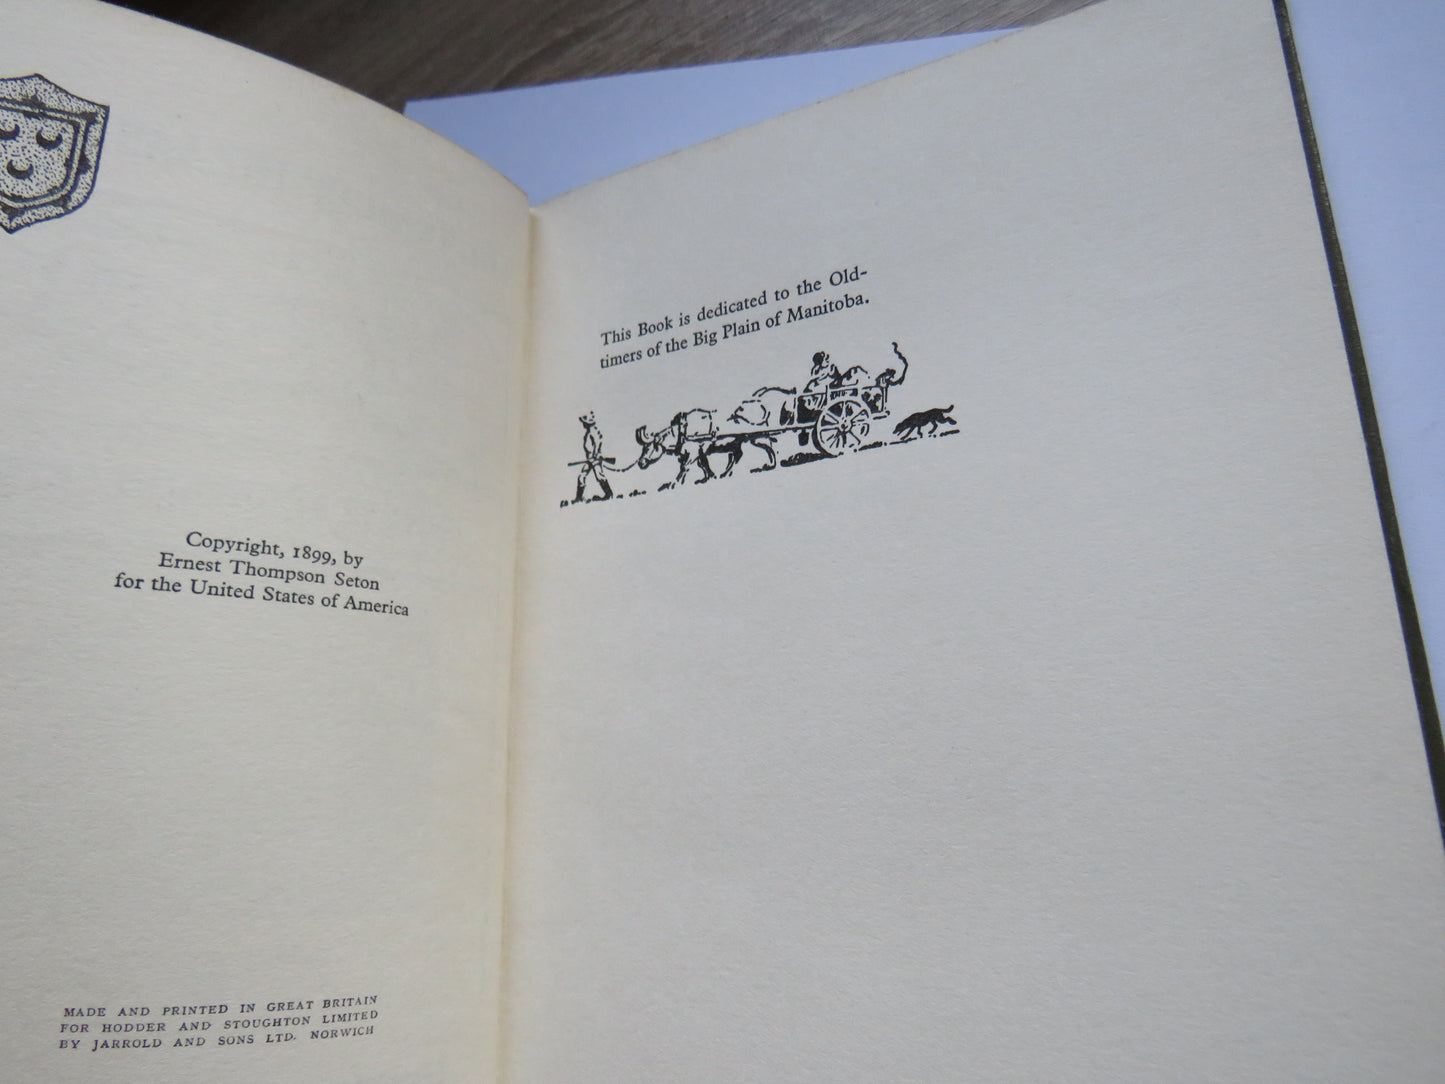 Copyright, 1899, by
Ernest Thompson Seton
for the United States of America
MADE AND PRINTED IN GREAT BRITAIN
FOR HODDER AND STOUGHTON LIMITED
BY JARROLD AND SONS LTD. NORWICH
This Book is dedicated to the Old-
timers of the Big Plain of Manitoba.